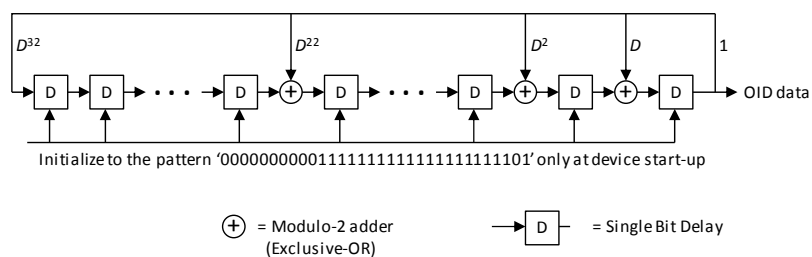 D³²
D²²
D²
D
1
D
D
D
D
D
D
D
OID data
Initialize to the pattern ‘00000000001111111111111111111101’ only at device start-up
= Modulo-2 adder
(Exclusive-OR)
D
= Single Bit Delay